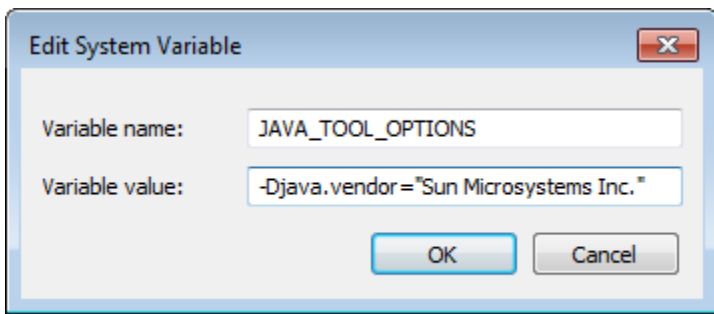 Edit System Variable
Variable name: JAVA_TOOL_OPTIONS
Variable value: -Djava.vendor="Sun Microsystems Inc."
OK Cancel